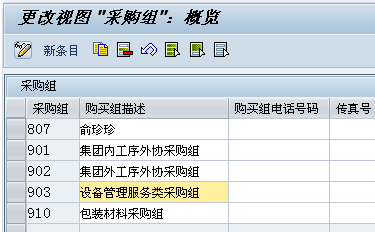 更改视图 "采购组": 概览
新条目
采购组
采购组 购买组描述 购买组电话号码 传真号
807 俞珍珍
901 集团内工序外协采购组
902 集团外工序外协采购组
903 设备管理服务类采购组
910 包装材料采购组